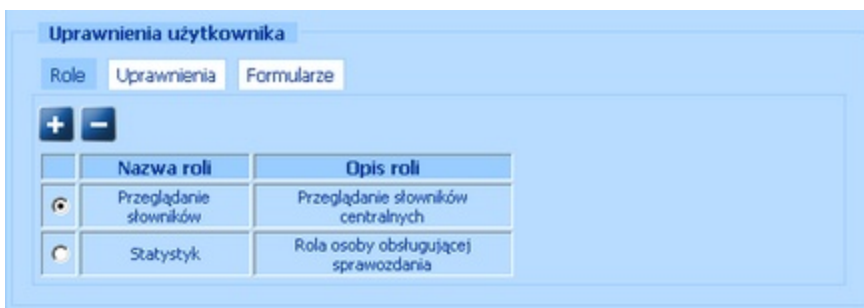 Uprawnienia użytkownika
Role Uprawnienia Formularze
Nazwa roli Opis roli
Przeglądanie słowników
Przeglądanie słowników centralnych
Statystyk
Rola osoby obsługującej sprawozdania